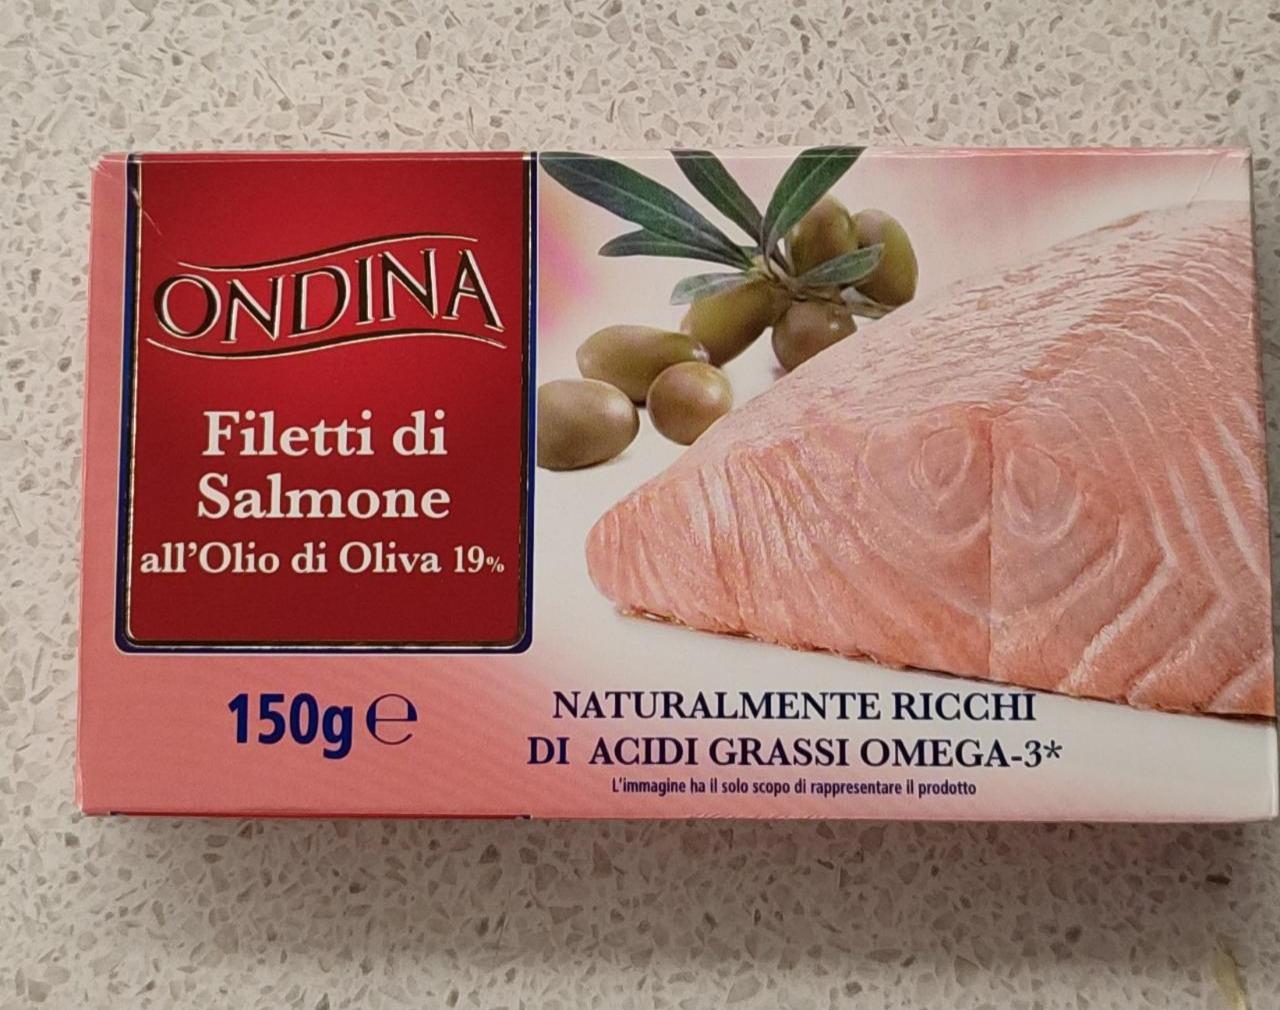 ONDINA
Filetti di
Salmone
all'Olio di Oliva 19%
150g ℮
NATURALMENTE RICCHI
DI ACIDI GRASSI OMEGA-3*
L'immagine ha il solo scopo di rappresentare il prodotto